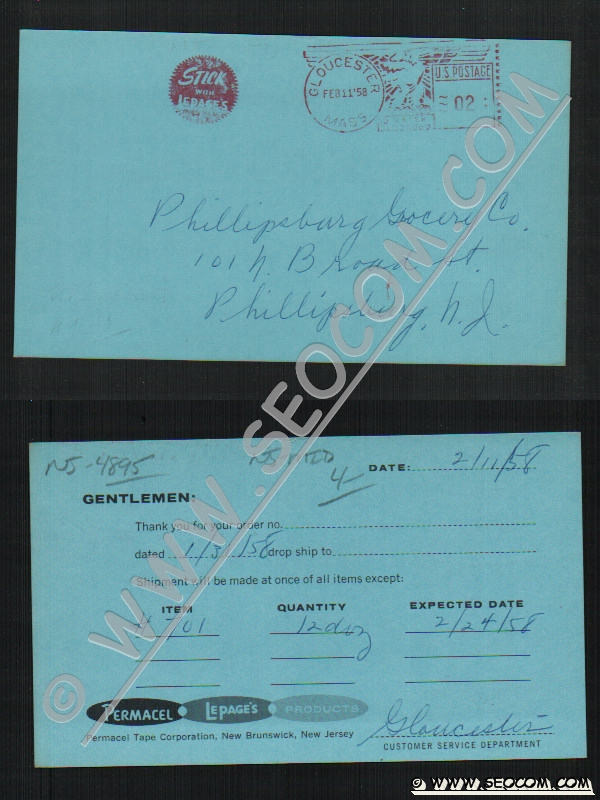 STICK
WITH
LEPAGE'S
GLOUCESTER
FEB 11 '58
MASS.
U.S. POSTAGE
02
Phillipsburg Grocery Co.
101 N. Broad St.
Phillipsburg, N. J.
© WWW.SEOCOM.COM
NJ-4895
4
DATE: 2/11/58
GENTLEMEN:
Thank you for your order no.
dated 1/31/58 drop ship to
Shipment will be made at once of all items except:
ITEM QUANTITY EXPECTED DATE
701 12 doz 2/24/58
PERMACEL LEPAGE'S PRODUCTS
Permacel Tape Corporation, New Brunswick, New Jersey
Gloucester
CUSTOMER SERVICE DEPARTMENT
© WWW.SEOCOM.COM